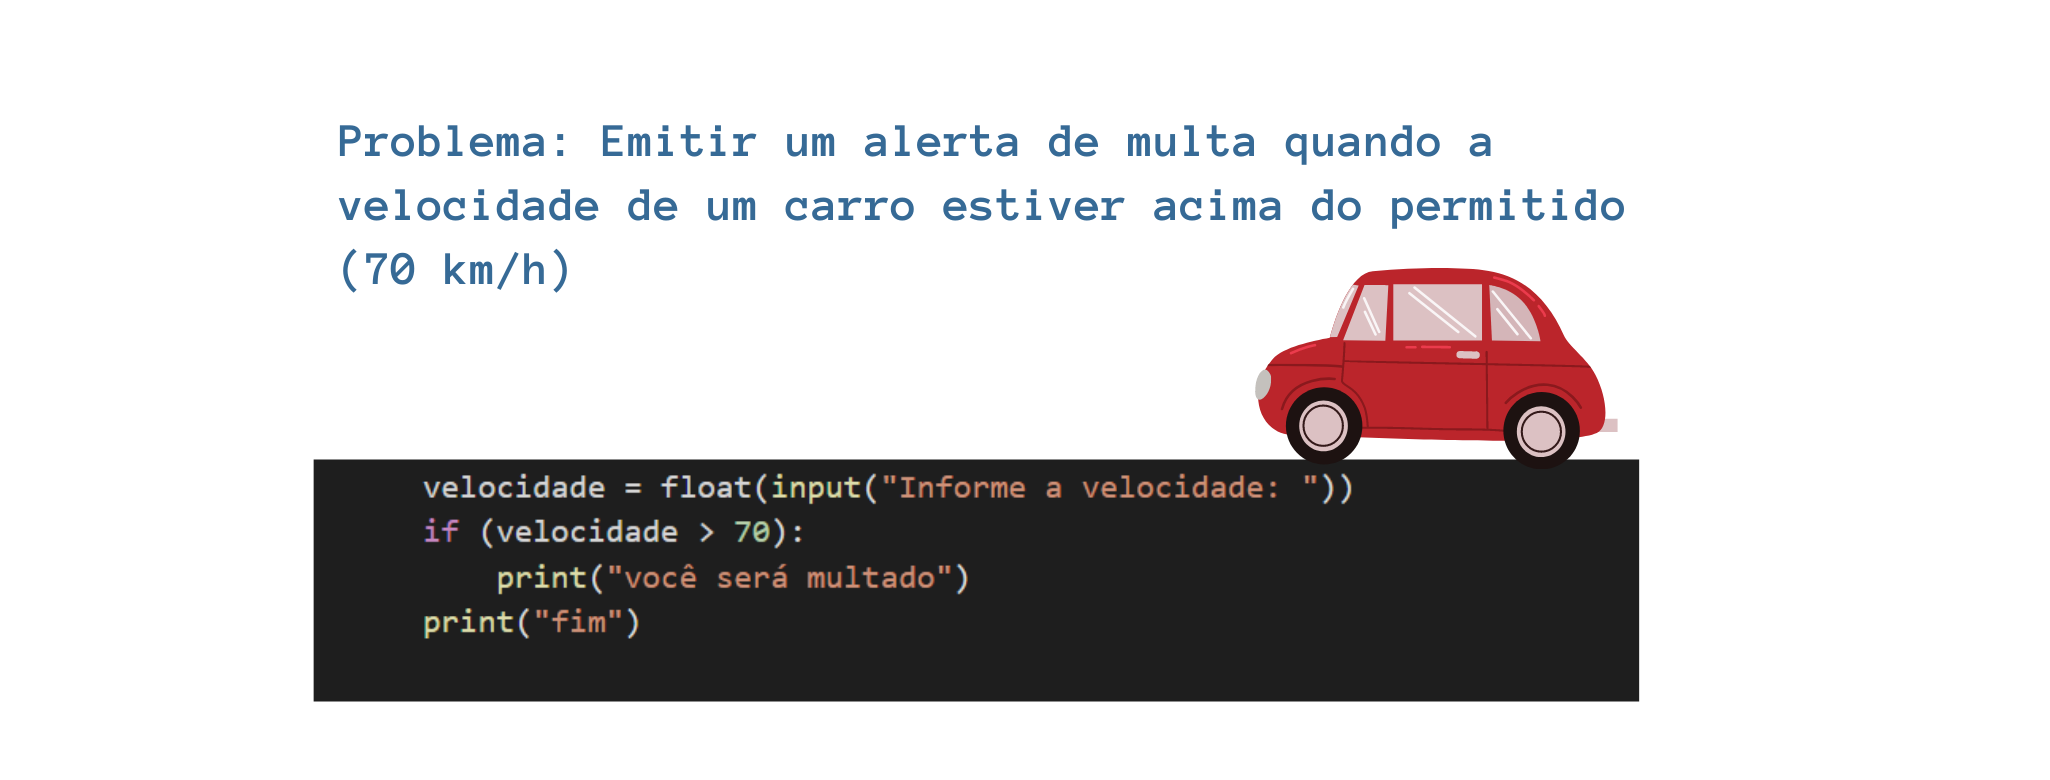 Problema: Emitir um alerta de multa quando a
velocidade de um carro estiver acima do permitido
(70 km/h)
velocidade = float(input("Informe a velocidade: "))
if (velocidade > 70):
    print("você será multado")
print("fim")